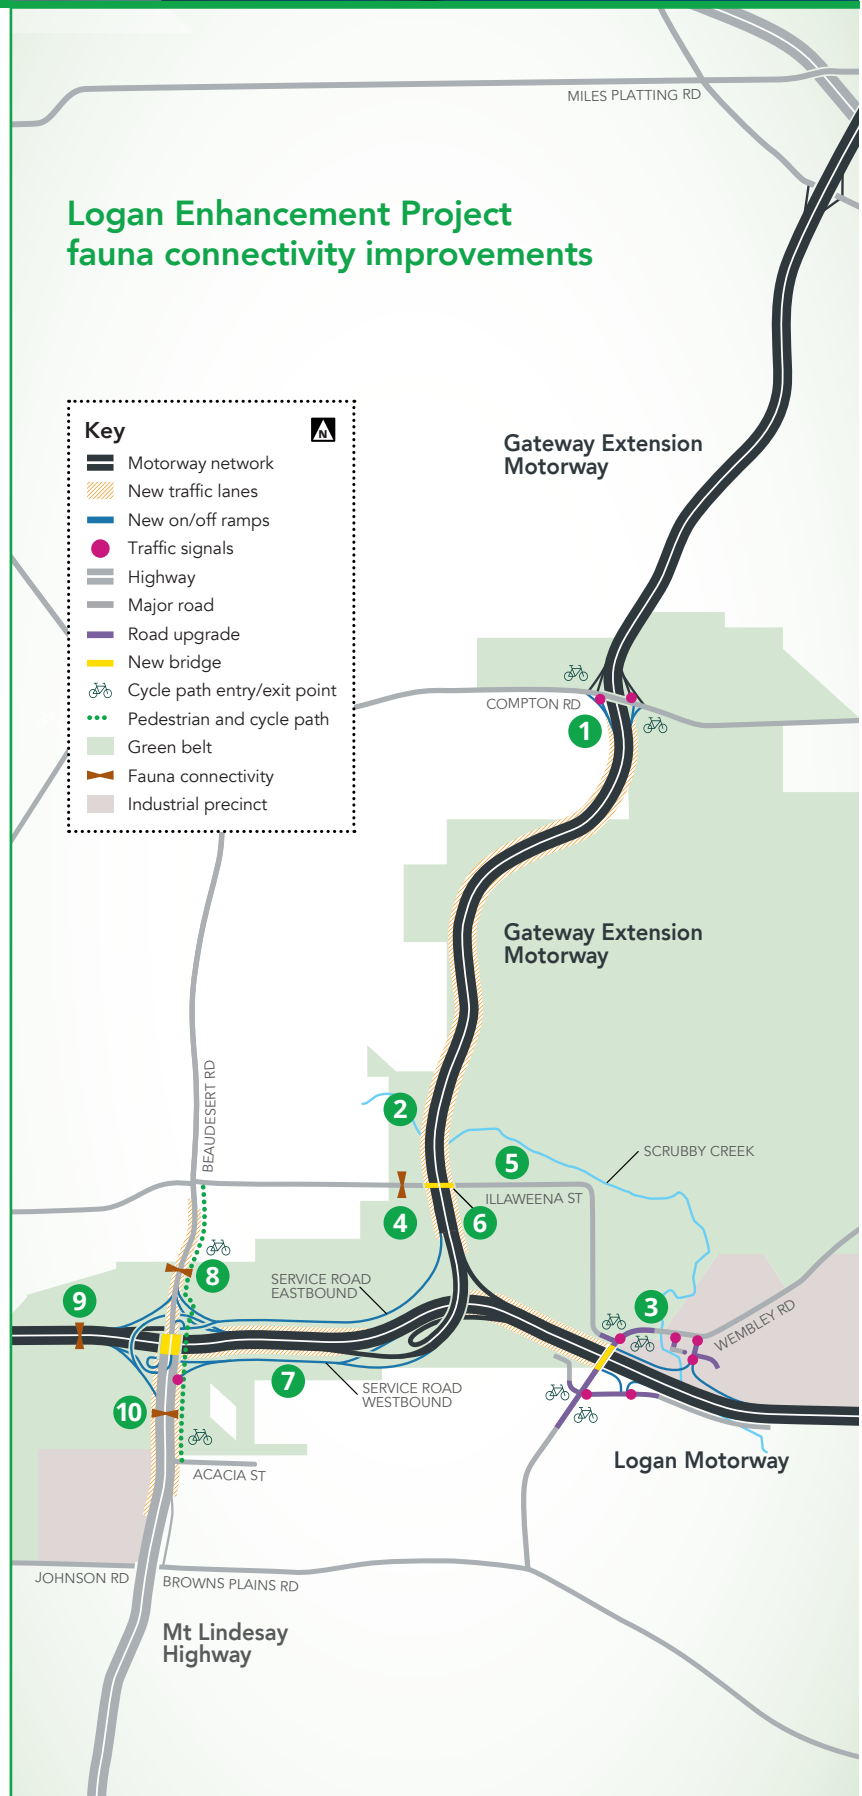 MILES PLATTING RD
Logan Enhancement Project
fauna connectivity improvements
Key
N
Motorway network
New traffic lanes
New on/off ramps
Traffic signals
Highway
Major road
Road upgrade
New bridge
Cycle path entry/exit point
Pedestrian and cycle path
Green belt
Fauna connectivity
Industrial precinct
Gateway Extension
Motorway
COMPTON RD
1
Gateway Extension
Motorway
BEAUDESERT RD
2
SCRUBBY CREEK
5
ILLAWEENA ST
4
6
8
SERVICE ROAD
EASTBOUND
9
3
WEMBLEY RD
7
SERVICE ROAD
WESTBOUND
10
Logan Motorway
ACACIA ST
JOHNSON RD
BROWNS PLAINS RD
Mt Lindesay
Highway